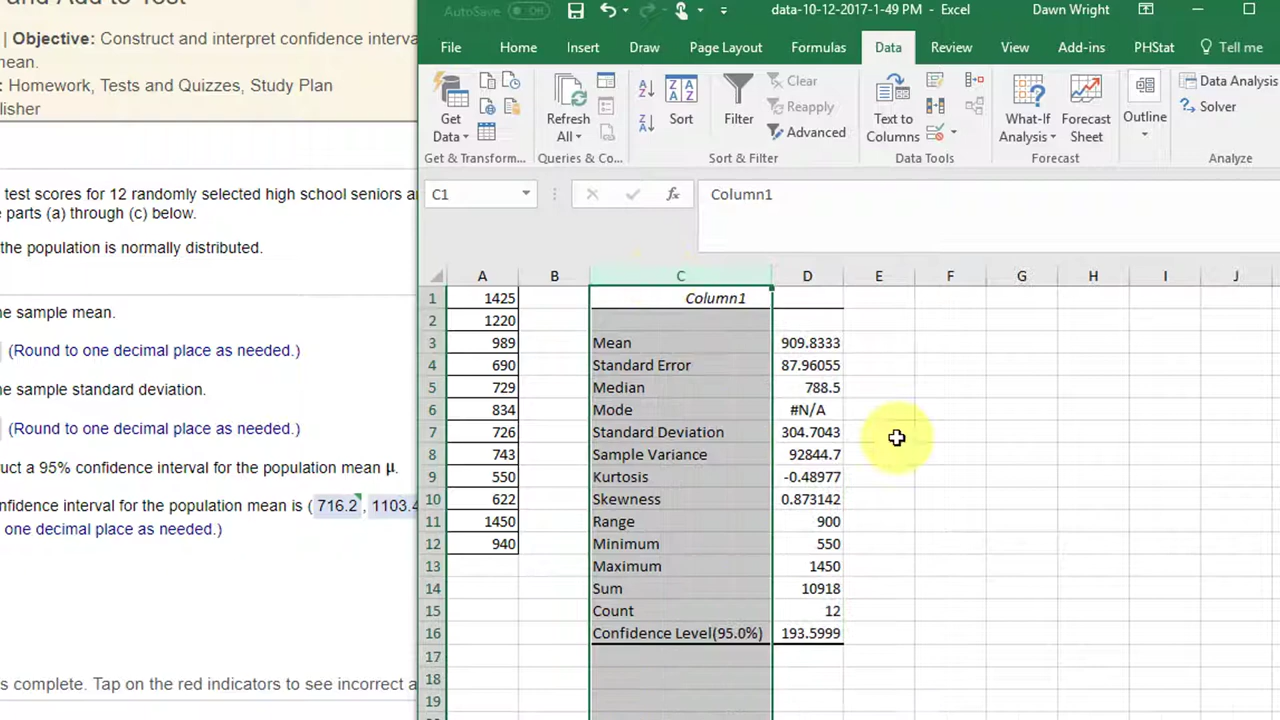 and Add to Test
| Objective: Construct and interpret confidence interva
mean.
: Homework, Tests and Quizzes, Study Plan
blisher
test scores for 12 randomly selected high school seniors a
parts (a) through (c) below.
the population is normally distributed.
ne sample mean.
(Round to one decimal place as needed.)
ne sample standard deviation.
(Round to one decimal place as needed.)
uct a 95% confidence interval for the population mean μ.
nfidence interval for the population mean is ( 716.2 , 1103.4
one decimal place as needed.)
s complete. Tap on the red indicators to see incorrect a
AutoSave Off data-10-12-2017-1-49 PM - Excel Dawn Wright
File Home Insert Draw Page Layout Formulas Data Review View Add-ins PHStat Tell me
Get Data
Refresh All
Sort
Filter
Clear
Reapply
Advanced
Text to Columns
What-If Analysis
Forecast Sheet
Outline
Data Analysis
Solver
Get & Transform... Queries & Co... Sort & Filter Data Tools Forecast Analyze
C1 fx Column1
A B C D E F G H I J
1 1425 Column1
2 1220
3 989 Mean 909.8333
4 690 Standard Error 87.96055
5 729 Median 788.5
6 834 Mode #N/A
7 726 Standard Deviation 304.7043
8 743 Sample Variance 92844.7
9 550 Kurtosis -0.48977
10 622 Skewness 0.873142
11 1450 Range 900
12 940 Minimum 550
13 Maximum 1450
14 Sum 10918
15 Count 12
16 Confidence Level(95.0%) 193.5999
17
18
19